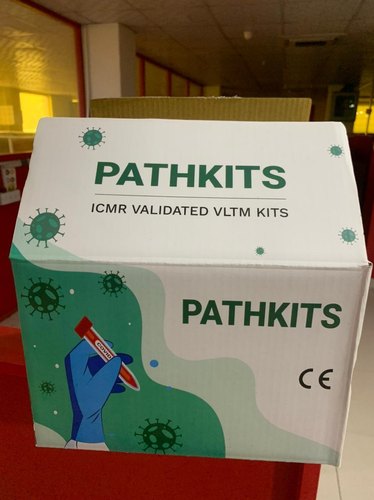 PATHKITS
ICMR VALIDATED VLTM KITS
PATHKITS
CE